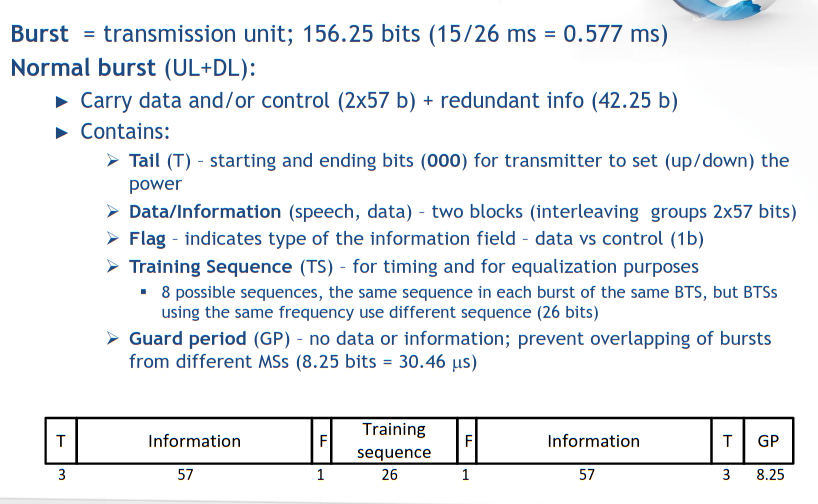 Burst = transmission unit; 156.25 bits (15/26 ms = 0.577 ms)
Normal burst (UL+DL):
► Carry data and/or control (2x57 b) + redundant info (42.25 b)
► Contains:
➢ Tail (T) – starting and ending bits (000) for transmitter to set (up/down) the
power
➢ Data/Information (speech, data) – two blocks (interleaving groups 2x57 bits)
➢ Flag – indicates type of the information field – data vs control (1b)
➢ Training Sequence (TS) – for timing and for equalization purposes
▪ 8 possible sequences, the same sequence in each burst of the same BTS, but BTSs
using the same frequency use different sequence (26 bits)
➢ Guard period (GP) – no data or information; prevent overlapping of bursts
from different MSs (8.25 bits = 30.46 μs)
T Information F Training sequence F Information T GP
3 57 1 26 1 57 3 8.25